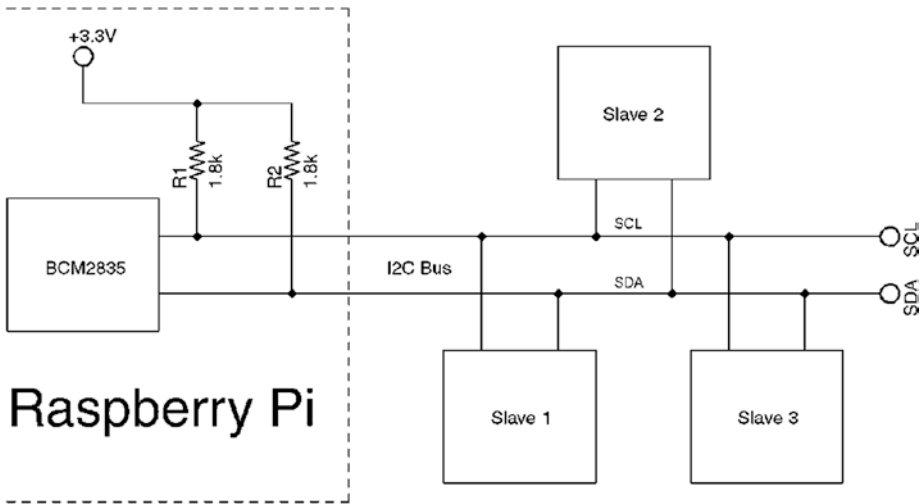 +3.3V
R1
1.8k
R2
1.8k
Slave 2
BCM2835
I2C Bus
SCL
SCL
SDA
SDA
Slave 1
Slave 3
Raspberry Pi